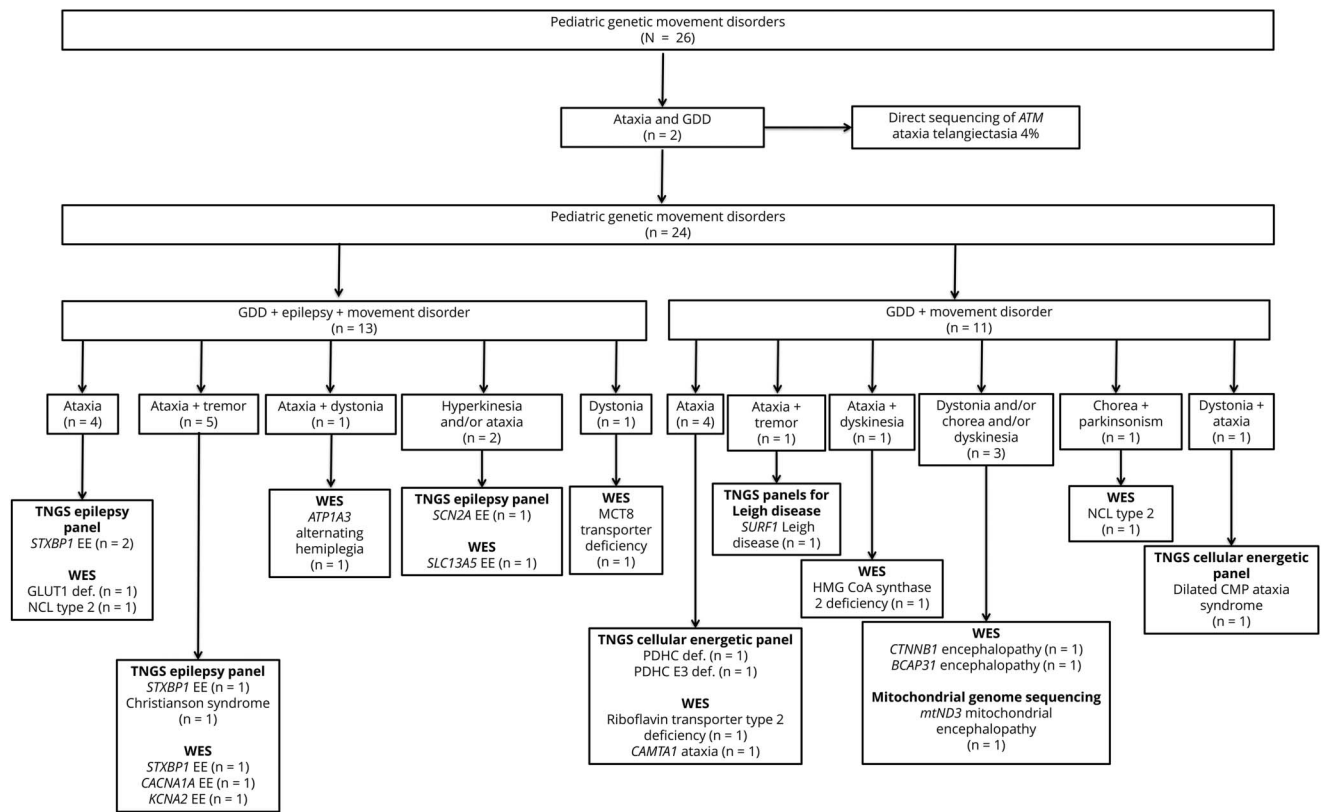 Pediatric genetic movement disorders
(N = 26)
Ataxia and GDD
(n = 2)
Direct sequencing of ATM
ataxia telangiectasia 4%
Pediatric genetic movement disorders
(n = 24)
GDD + epilepsy + movement disorder
(n = 13)
GDD + movement disorder
(n = 11)
Ataxia
(n = 4)
Ataxia + tremor
(n = 5)
Ataxia + dystonia
(n = 1)
Hyperkinesia
and/or ataxia
(n = 2)
Dystonia
(n = 1)
Ataxia
(n = 4)
Ataxia +
tremor
(n = 1)
Ataxia +
dyskinesia
(n = 1)
Dystonia and/or
chorea and/or
dyskinesia
(n = 3)
Chorea +
parkinsonism
(n = 1)
Dystonia +
ataxia
(n = 1)
TNGS epilepsy
panel
STXBP1 EE (n = 2)
WES
GLUT1 def. (n = 1)
NCL type 2 (n = 1)
TNGS epilepsy panel
STXBP1 EE (n = 1)
Christianson syndrome
(n = 1)
WES
STXBP1 EE (n = 1)
CACNA1A EE (n = 1)
KCNA2 EE (n = 1)
WES
ATP1A3
alternating
hemiplegia
(n = 1)
TNGS epilepsy panel
SCN2A EE (n = 1)
WES
SLC13A5 EE (n = 1)
WES
MCT8
transporter
deficiency
(n = 1)
TNGS cellular energetic panel
PDHC def. (n = 1)
PDHC E3 def. (n = 1)
WES
Riboflavin transporter type 2
deficiency (n = 1)
CAMTA1 ataxia (n = 1)
TNGS panels for
Leigh disease
SURF1 Leigh
disease (n = 1)
WES
HMG CoA synthase
2 deficiency (n = 1)
WES
CTNNB1 encephalopathy (n = 1)
BCAP31 encephalopathy (n = 1)
Mitochondrial genome sequencing
mtND3 mitochondrial
encephalopathy
(n = 1)
WES
NCL type 2
(n = 1)
TNGS cellular energetic
panel
Dilated CMP ataxia
syndrome
(n = 1)